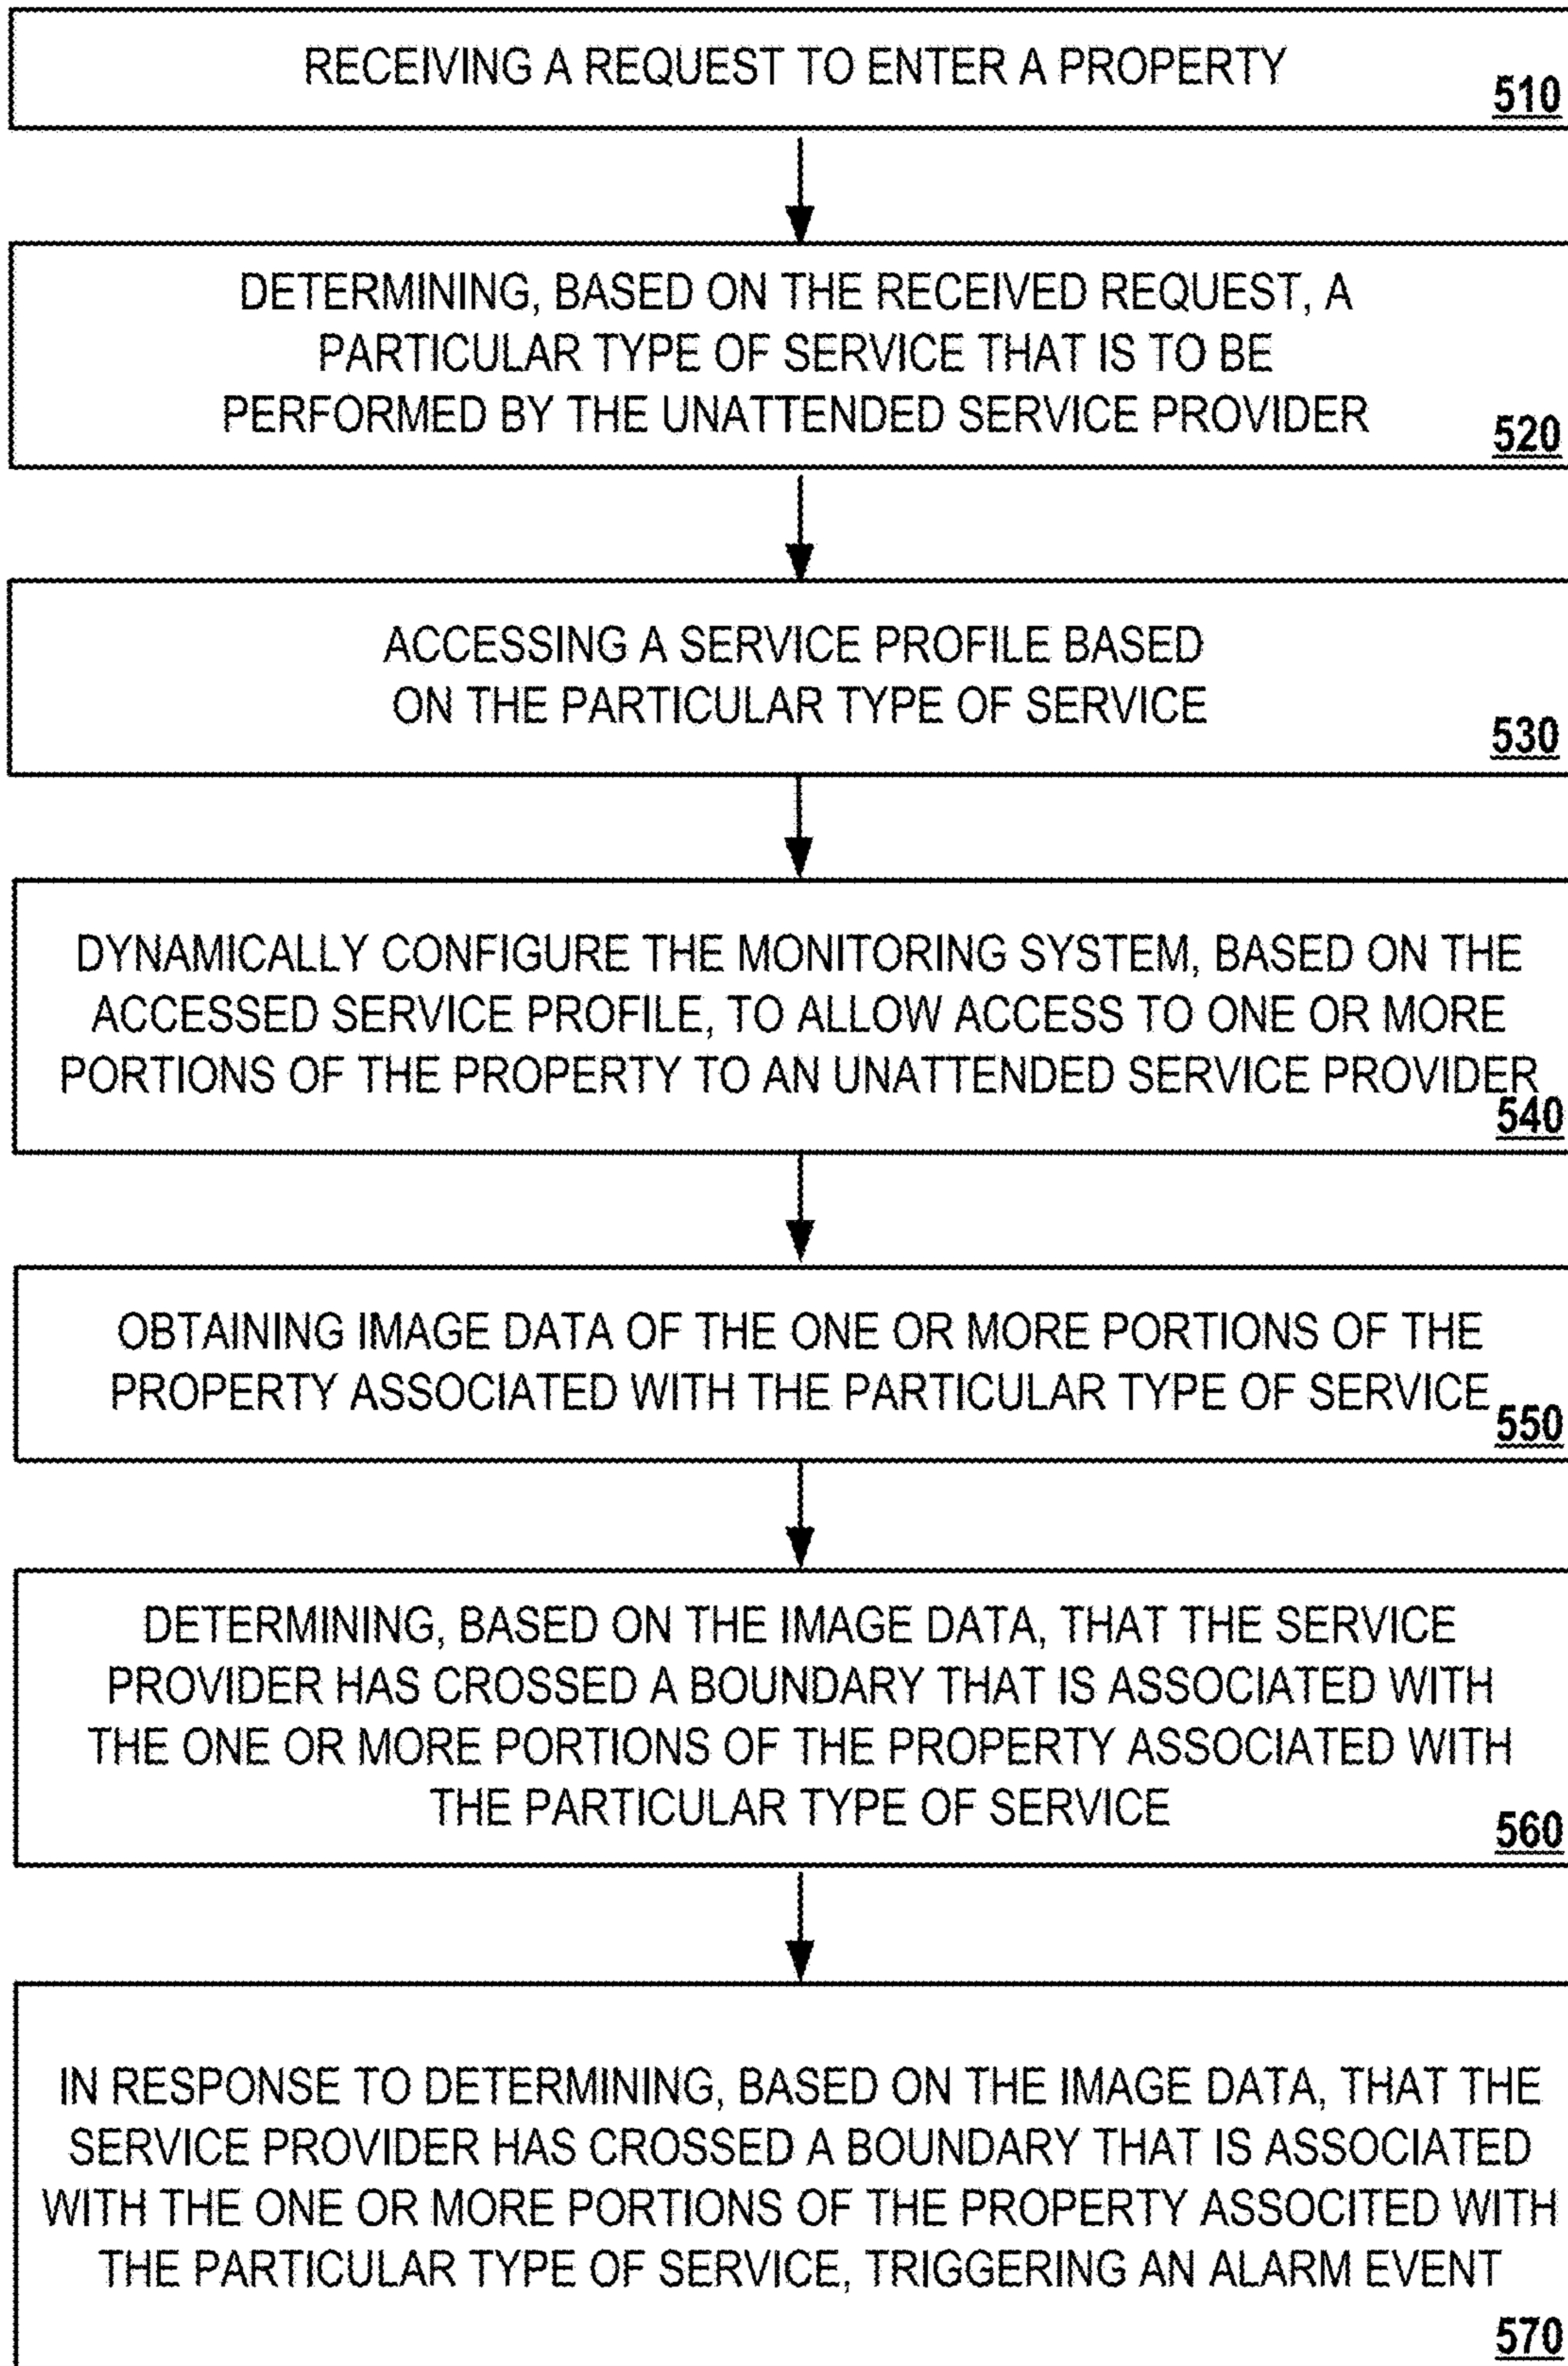 RECEIVING A REQUEST TO ENTER A PROPERTY
510
DETERMINING, BASED ON THE RECEIVED REQUEST, A
PARTICULAR TYPE OF SERVICE THAT IS TO BE
PERFORMED BY THE UNATTENDED SERVICE PROVIDER
520
ACCESSING A SERVICE PROFILE BASED
ON THE PARTICULAR TYPE OF SERVICE
530
DYNAMICALLY CONFIGURE THE MONITORING SYSTEM, BASED ON THE
ACCESSED SERVICE PROFILE, TO ALLOW ACCESS TO ONE OR MORE
PORTIONS OF THE PROPERTY TO AN UNATTENDED SERVICE PROVIDER
540
OBTAINING IMAGE DATA OF THE ONE OR MORE PORTIONS OF THE
PROPERTY ASSOCIATED WITH THE PARTICULAR TYPE OF SERVICE
550
DETERMINING, BASED ON THE IMAGE DATA, THAT THE SERVICE
PROVIDER HAS CROSSED A BOUNDARY THAT IS ASSOCIATED WITH
THE ONE OR MORE PORTIONS OF THE PROPERTY ASSOCIATED WITH
THE PARTICULAR TYPE OF SERVICE
560
IN RESPONSE TO DETERMINING, BASED ON THE IMAGE DATA, THAT THE
SERVICE PROVIDER HAS CROSSED A BOUNDARY THAT IS ASSOCIATED
WITH THE ONE OR MORE PORTIONS OF THE PROPERTY ASSOCITED WITH
THE PARTICULAR TYPE OF SERVICE, TRIGGERING AN ALARM EVENT
570